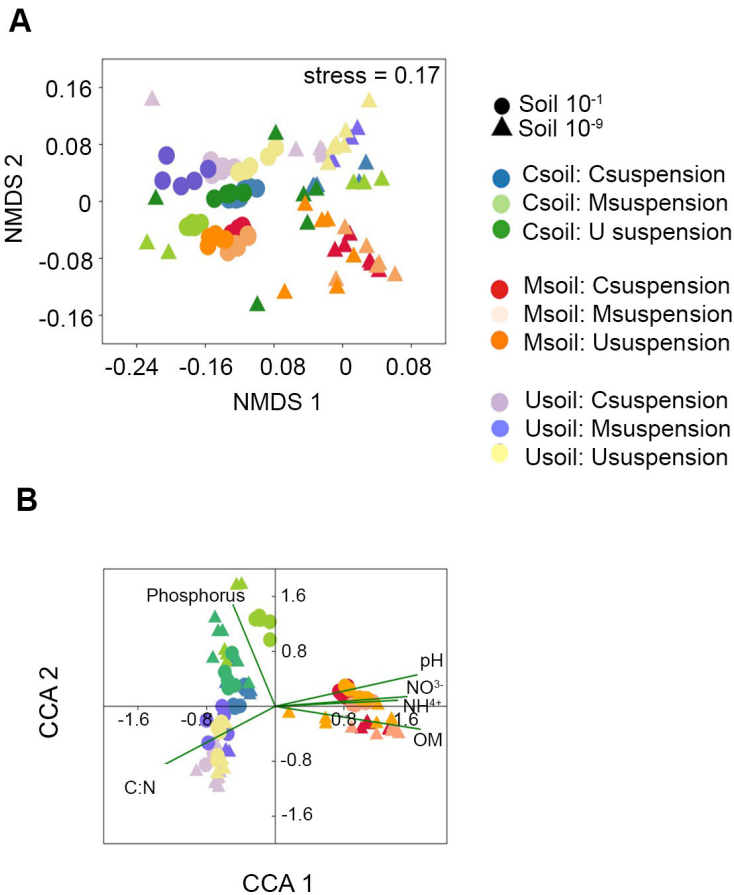 A
stress = 0.17
0.16
0.08
0
-0.08
-0.16
NMDS 2
-0.24 -0.16 0.08 0 0.08
NMDS 1
Soil 10⁻¹
Soil 10⁻⁹
Csoil: Csuspension
Csoil: Msuspension
Csoil: U suspension
Msoil: Csuspension
Msoil: Msuspension
Msoil: Ususpension
Usoil: Csuspension
Usoil: Msuspension
Usoil: Ususpension
B
Phosphorus
1.6
0.8
pH
NO³⁻
NH⁴⁺
-1.6 -0.8 0.8 1.6
OM
CCA 2
-0.8
C:N
-1.6
CCA 1